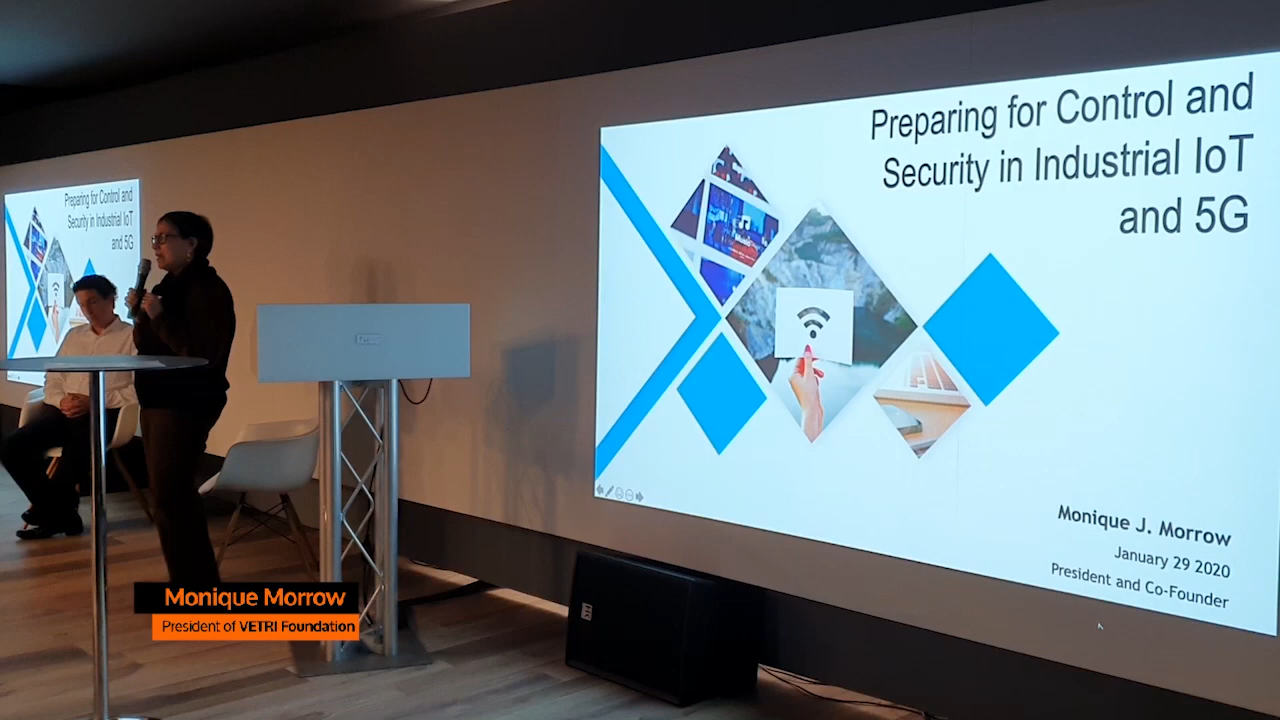 Preparing for Control and
Security in Industrial IoT
and 5G
Preparing for Control and
Security in Industrial IoT
and 5G
Monique J. Morrow
January 29 2020
President and Co-Founder
Monique Morrow
President of VETRI Foundation